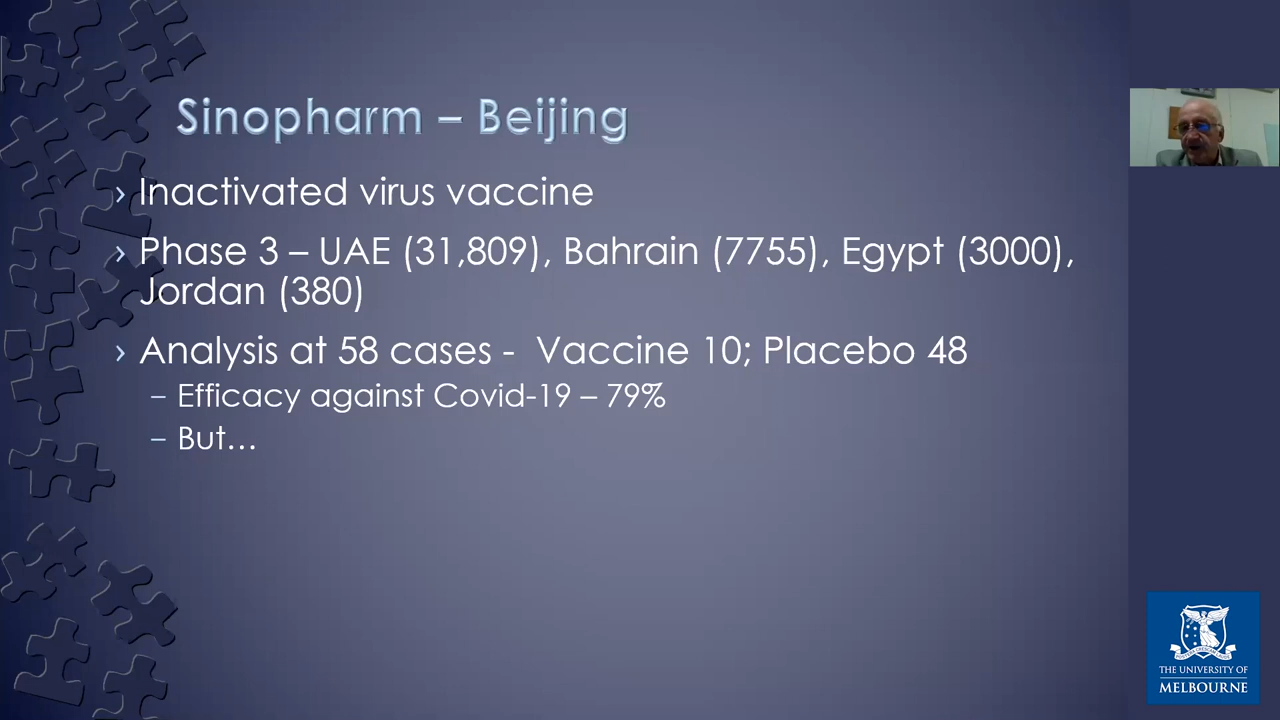 Sinopharm – Beijing
› Inactivated virus vaccine
› Phase 3 – UAE (31,809), Bahrain (7755), Egypt (3000),
Jordan (380)
› Analysis at 58 cases - Vaccine 10; Placebo 48
– Efficacy against Covid-19 – 79%
– But…
THE UNIVERSITY OF
MELBOURNE